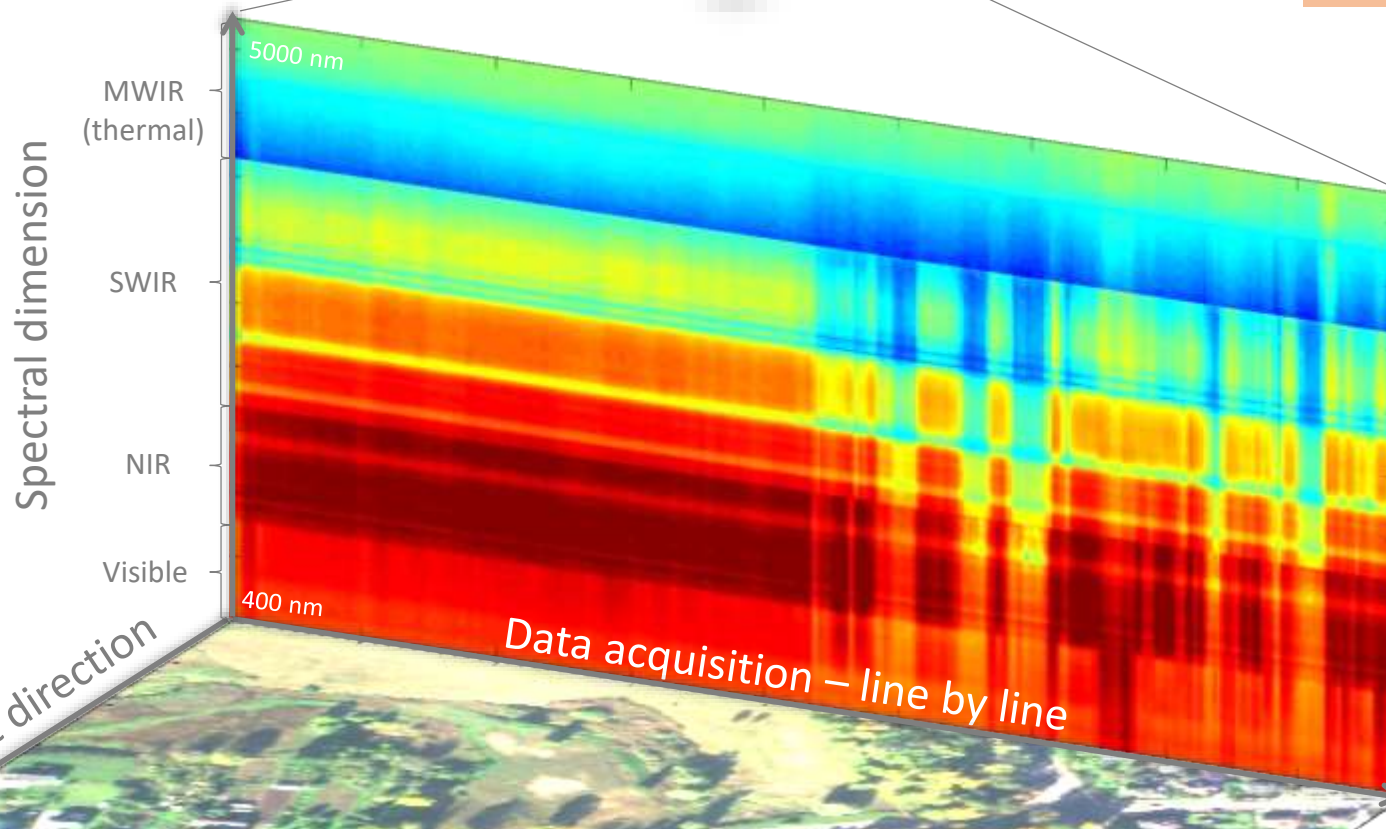 5000 nm
MWIR
(thermal)
Spectral dimension
SWIR
NIR
Visible
400 nm
direction
Data acquisition – line by line